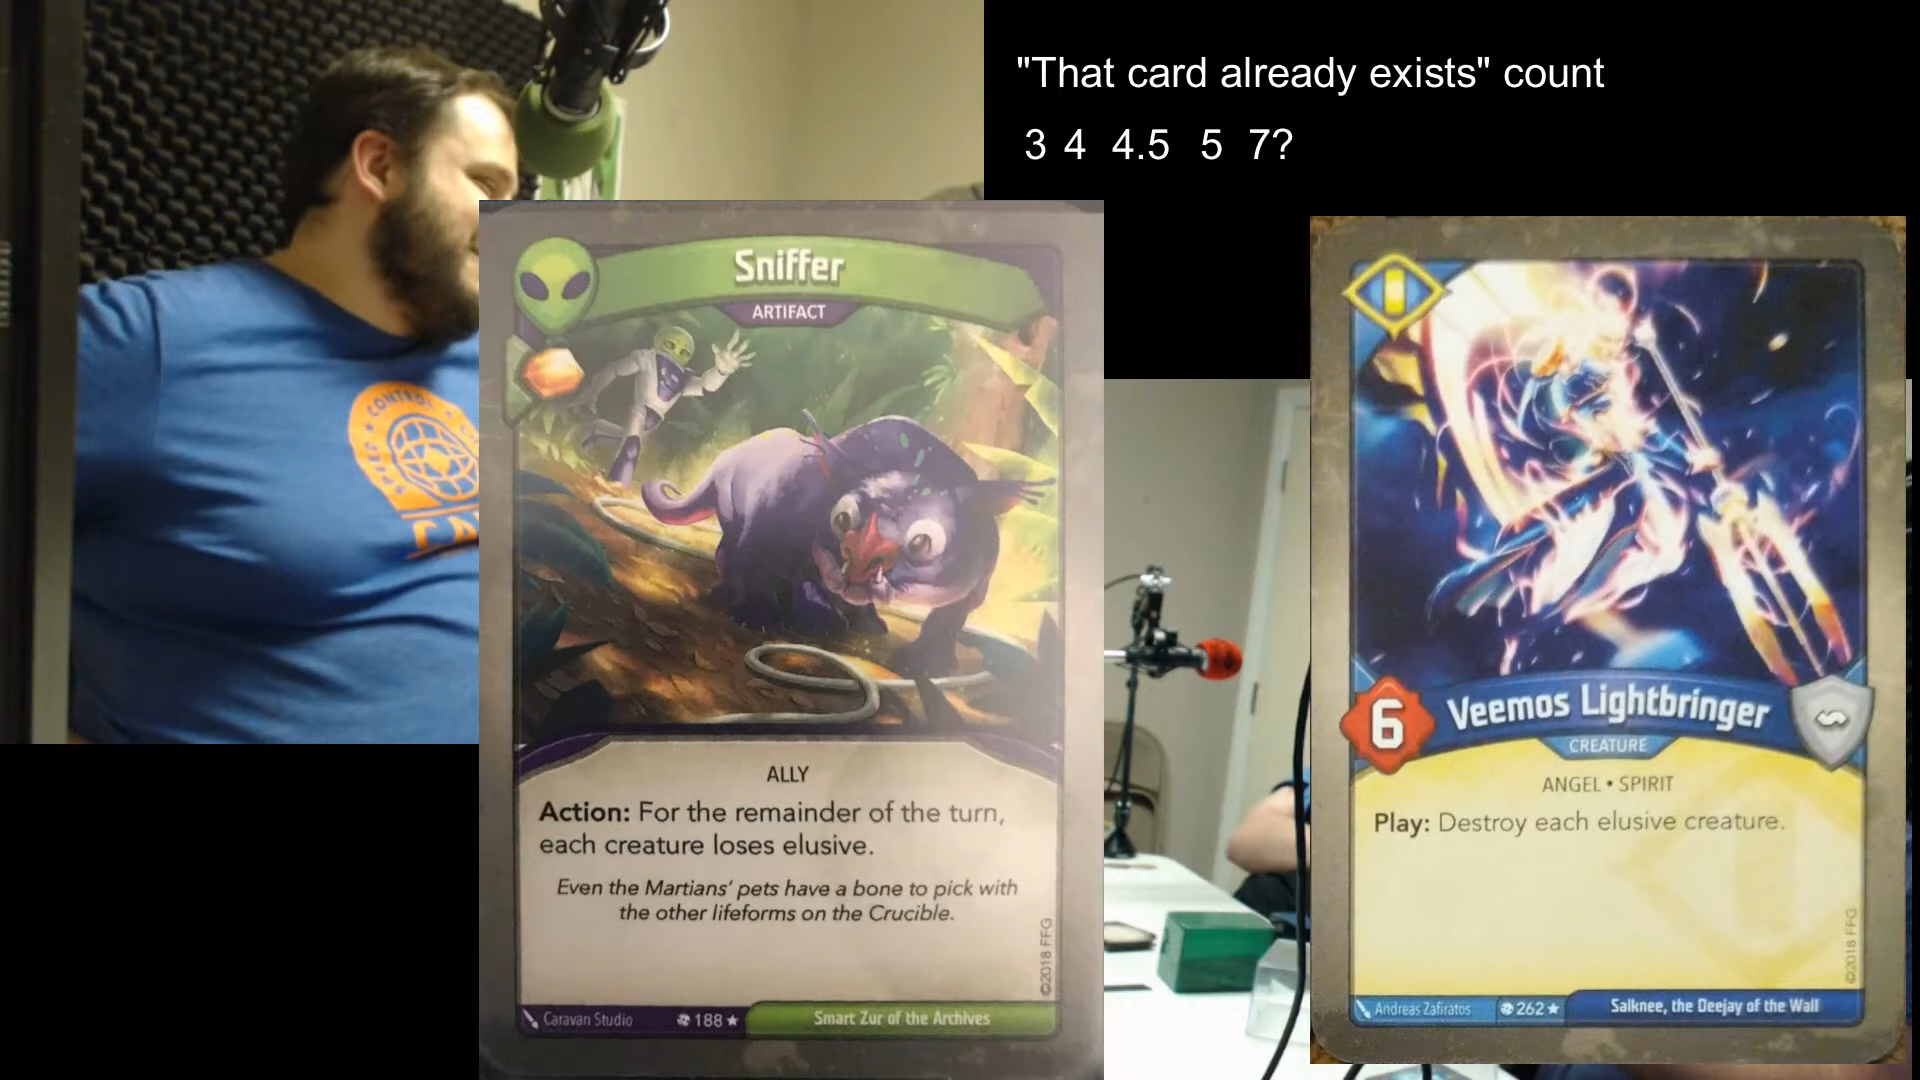 "That card already exists" count
3 4 4.5 5 7?
CONTROL
Sniffer
ARTIFACT
ALLY
Action: For the remainder of the turn,
each creature loses elusive.
Even the Martians' pets have a bone to pick with
the other lifeforms on the Crucible.
©2018 FFG
Caravan Studio
188
Smart Zur of the Archives
6
Veemos Lightbringer
CREATURE
ANGEL • SPIRIT
Play: Destroy each elusive creature.
©2018 FFG
Andreas Zafiratos
262
Salknee, the Deejay of the Wall